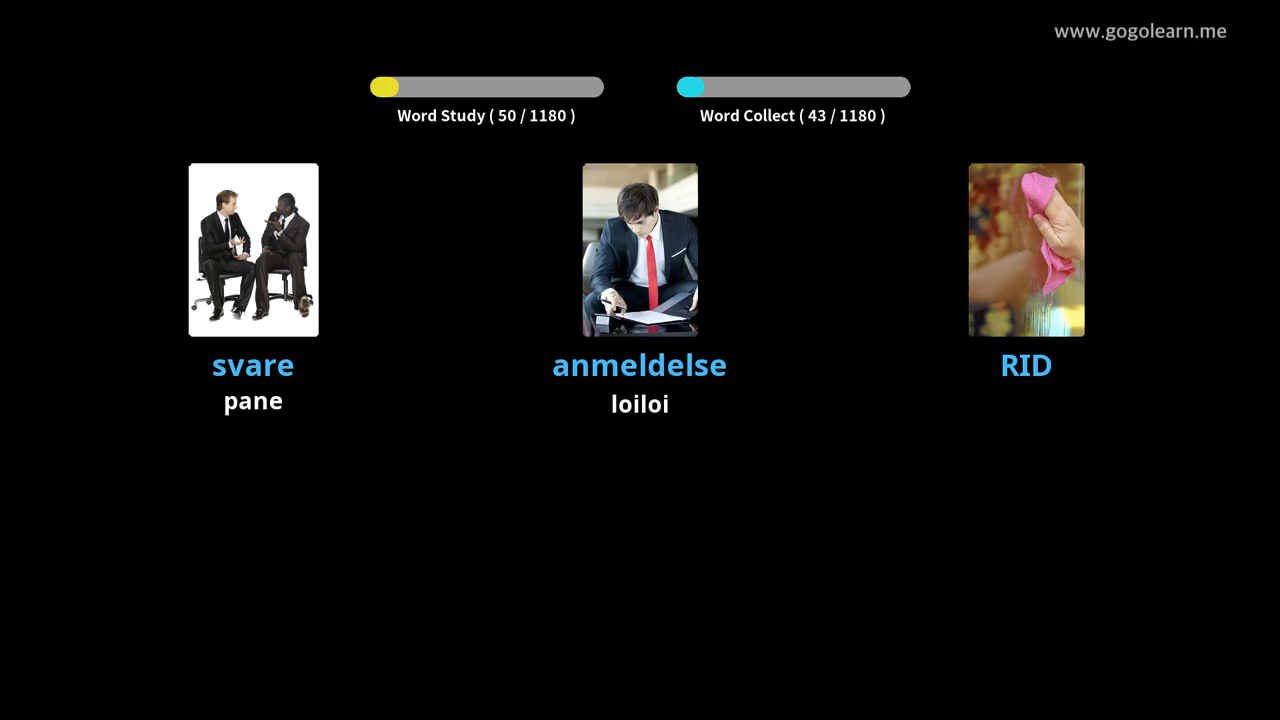 www.gogolearn.me
Word Study ( 50 / 1180 )
Word Collect ( 43 / 1180 )
svare
anmeldelse
RID
pane
loiloi